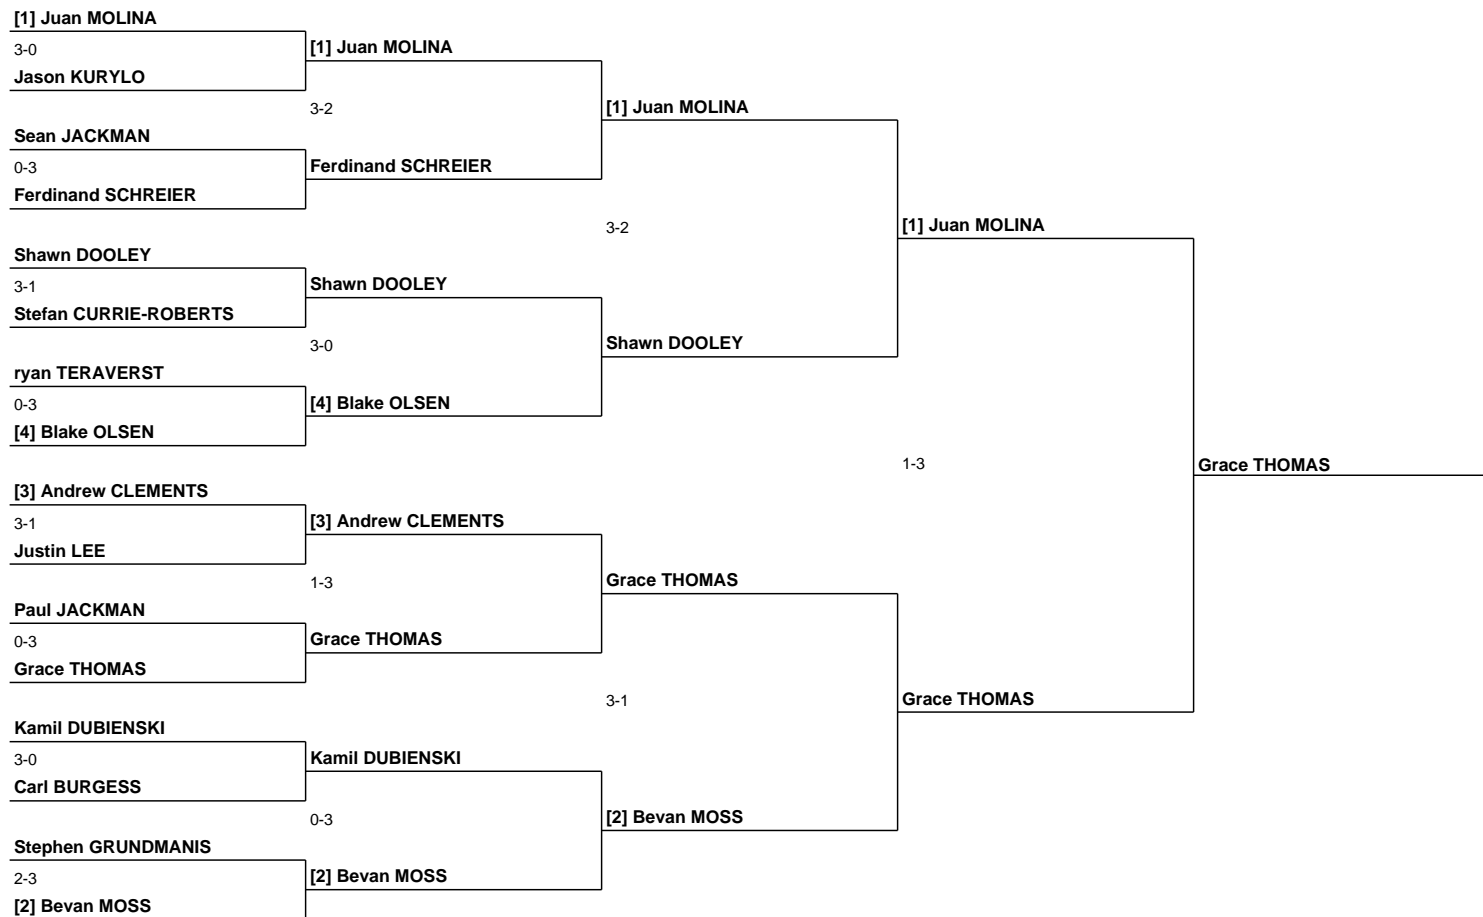 [1] Juan MOLINA
3-0
Jason KURYLO
[1] Juan MOLINA
3-2
Sean JACKMAN
0-3
Ferdinand SCHREIER
Ferdinand SCHREIER
[1] Juan MOLINA
3-2
Shawn DOOLEY
3-1
Stefan CURRIE-ROBERTS
Shawn DOOLEY
3-0
ryan TERAVERST
0-3
[4] Blake OLSEN
[4] Blake OLSEN
Shawn DOOLEY
[1] Juan MOLINA
1-3
Grace THOMAS
[3] Andrew CLEMENTS
3-1
Justin LEE
[3] Andrew CLEMENTS
1-3
Paul JACKMAN
0-3
Grace THOMAS
Grace THOMAS
Grace THOMAS
3-1
Grace THOMAS
Kamil DUBIENSKI
3-0
Carl BURGESS
Kamil DUBIENSKI
0-3
Stephen GRUNDMANIS
2-3
[2] Bevan MOSS
[2] Bevan MOSS
[2] Bevan MOSS